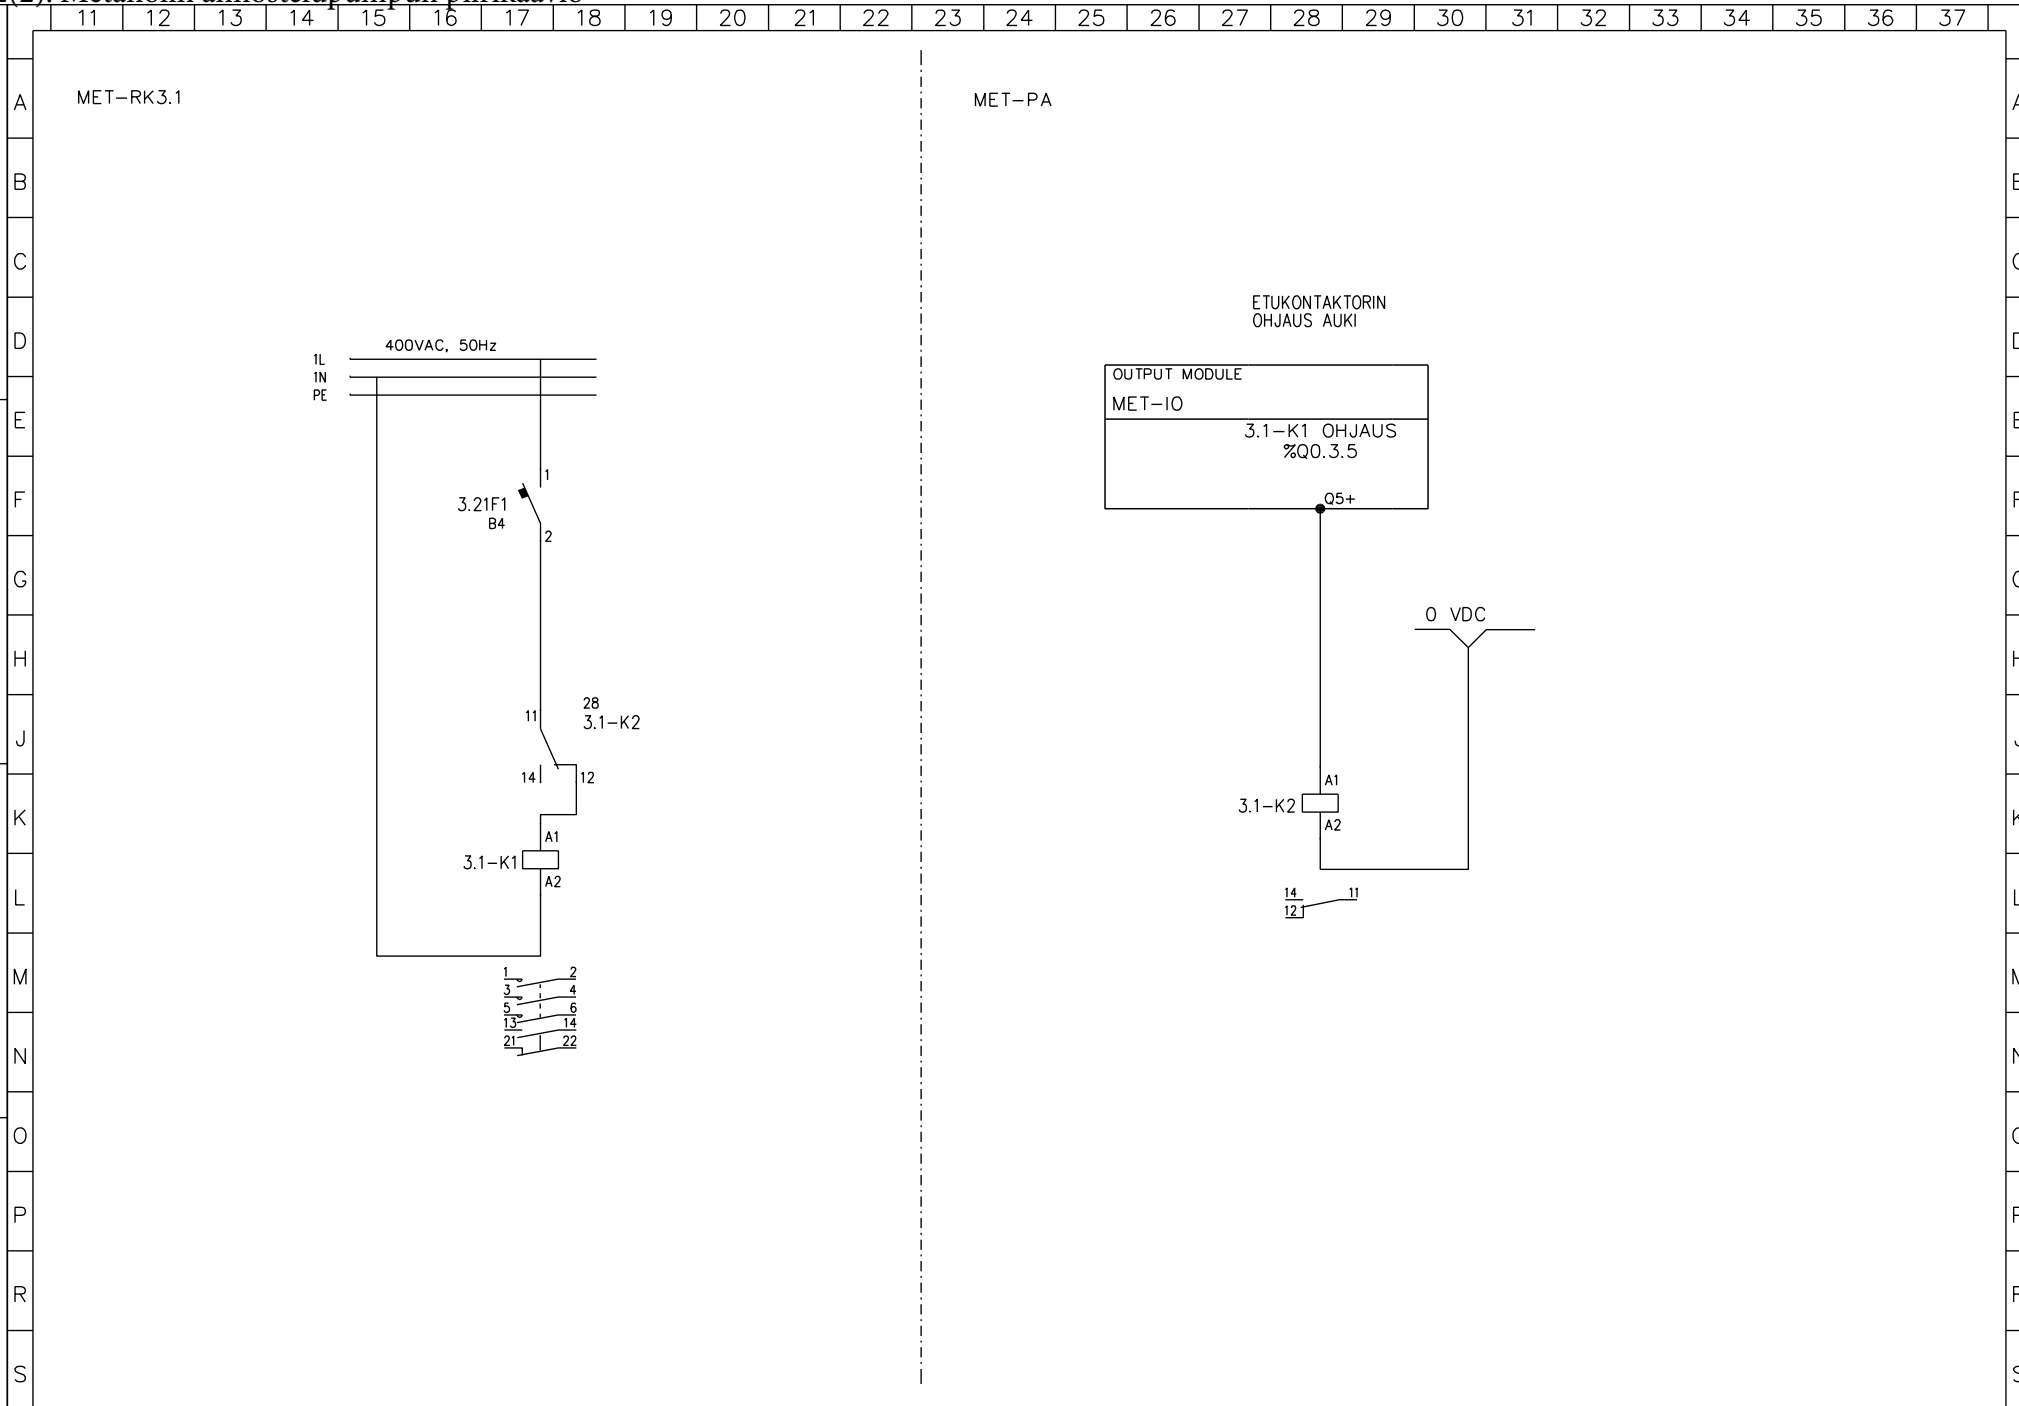 11 12 13 14 15 16 17 18 19 20 21 22 23 24 25 26 27 28 29 30 31 32 33 34 35 36 37
A
B
C
D
E
F
G
H
J
K
L
M
N
O
P
R
S
MET-RK3.1
400VAC, 50Hz
1L
1N
PE
1
3.21F1
B4
2
28
11
3.1-K2
14
12
A1
3.1-K1
A2
1 2
3 4
5 6
13 14
21 22
MET-PA
ETUKONTAKTORIN
OHJAUS AUKI
OUTPUT MODULE
MET-IO
3.1-K1 OHJAUS
%Q0.3.5
Q5+
0 VDC
A1
3.1-K2
A2
14 11
12